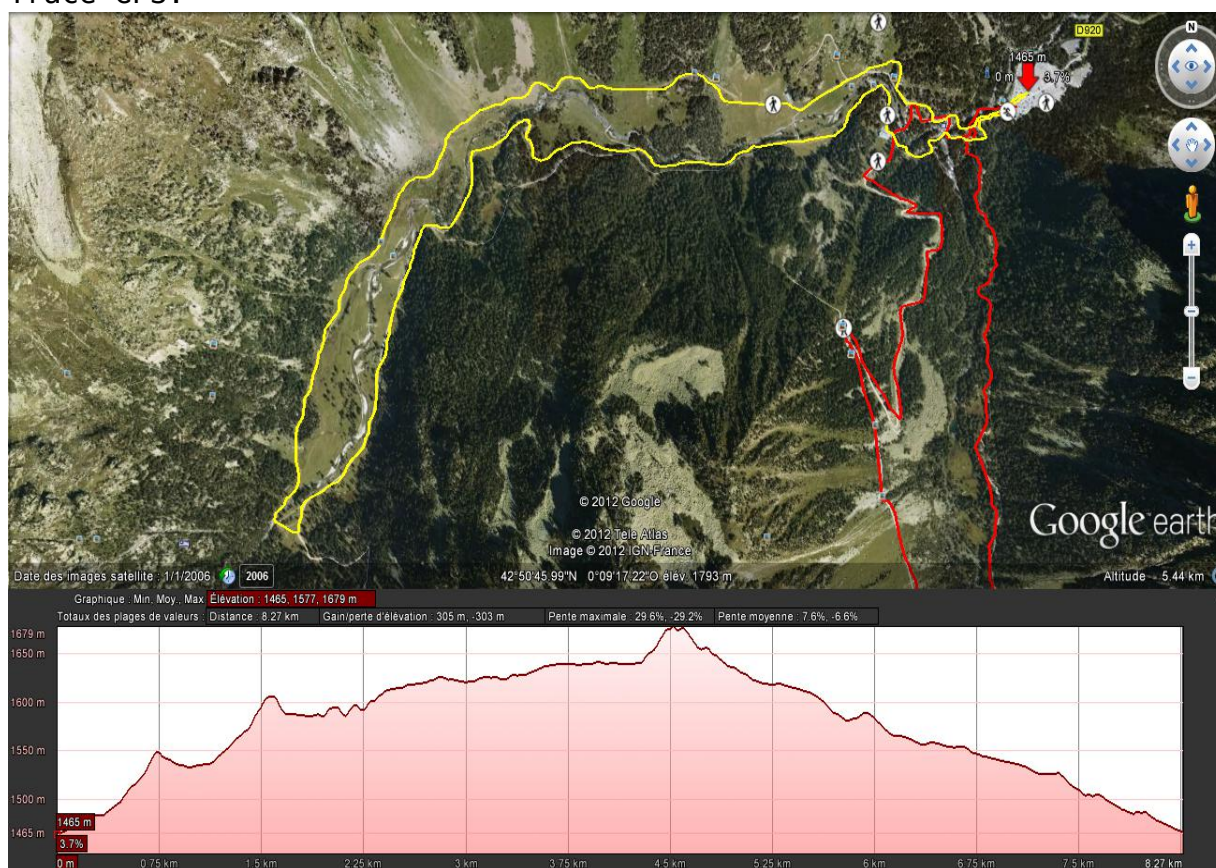 D920
N
1465 m
0 m 3.7%
© 2012 Google
© 2012 Tele Atlas
Image © 2012 IGN-France
Google earth
Date des images satellite : 1/1/2006 2006 42°50'45.99"N 0°09'17.22"O élév. 1793 m Altitude 5.44 km
Graphique : Min, Moy., Max Élévation : 1465, 1577, 1679 m
Totaux des plages de valeurs : Distance : 8.27 km Gain/perte d'élévation : 305 m, -303 m Pente maximale : 29.6%, -29.2% Pente moyenne : 7.6%, -6.6%
1679 m
1650 m
1600 m
1550 m
1500 m
1465 m
1465 m
3.7%
0 m 0.75 km 1.5 km 2.25 km 3 km 3.75 km 4.5 km 5.25 km 6 km 6.75 km 7.5 km 8.27 km